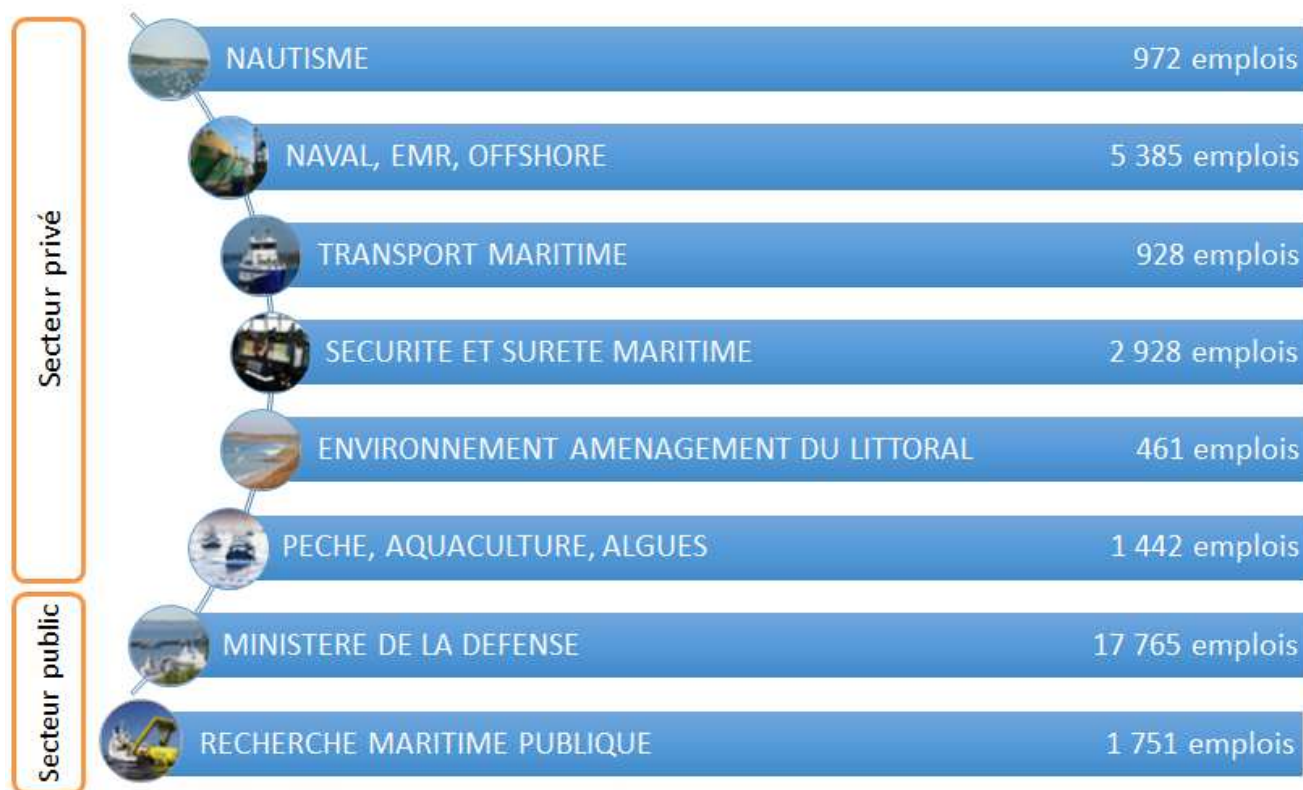 Secteur privé
NAUTISME 972 emplois
NAVAL, EMR, OFFSHORE 5 385 emplois
TRANSPORT MARITIME 928 emplois
SECURITE ET SURETE MARITIME 2 928 emplois
ENVIRONNEMENT AMENAGEMENT DU LITTORAL 461 emplois
PECHE, AQUACULTURE, ALGUES 1 442 emplois
Secteur public
MINISTERE DE LA DEFENSE 17 765 emplois
RECHERCHE MARITIME PUBLIQUE 1 751 emplois